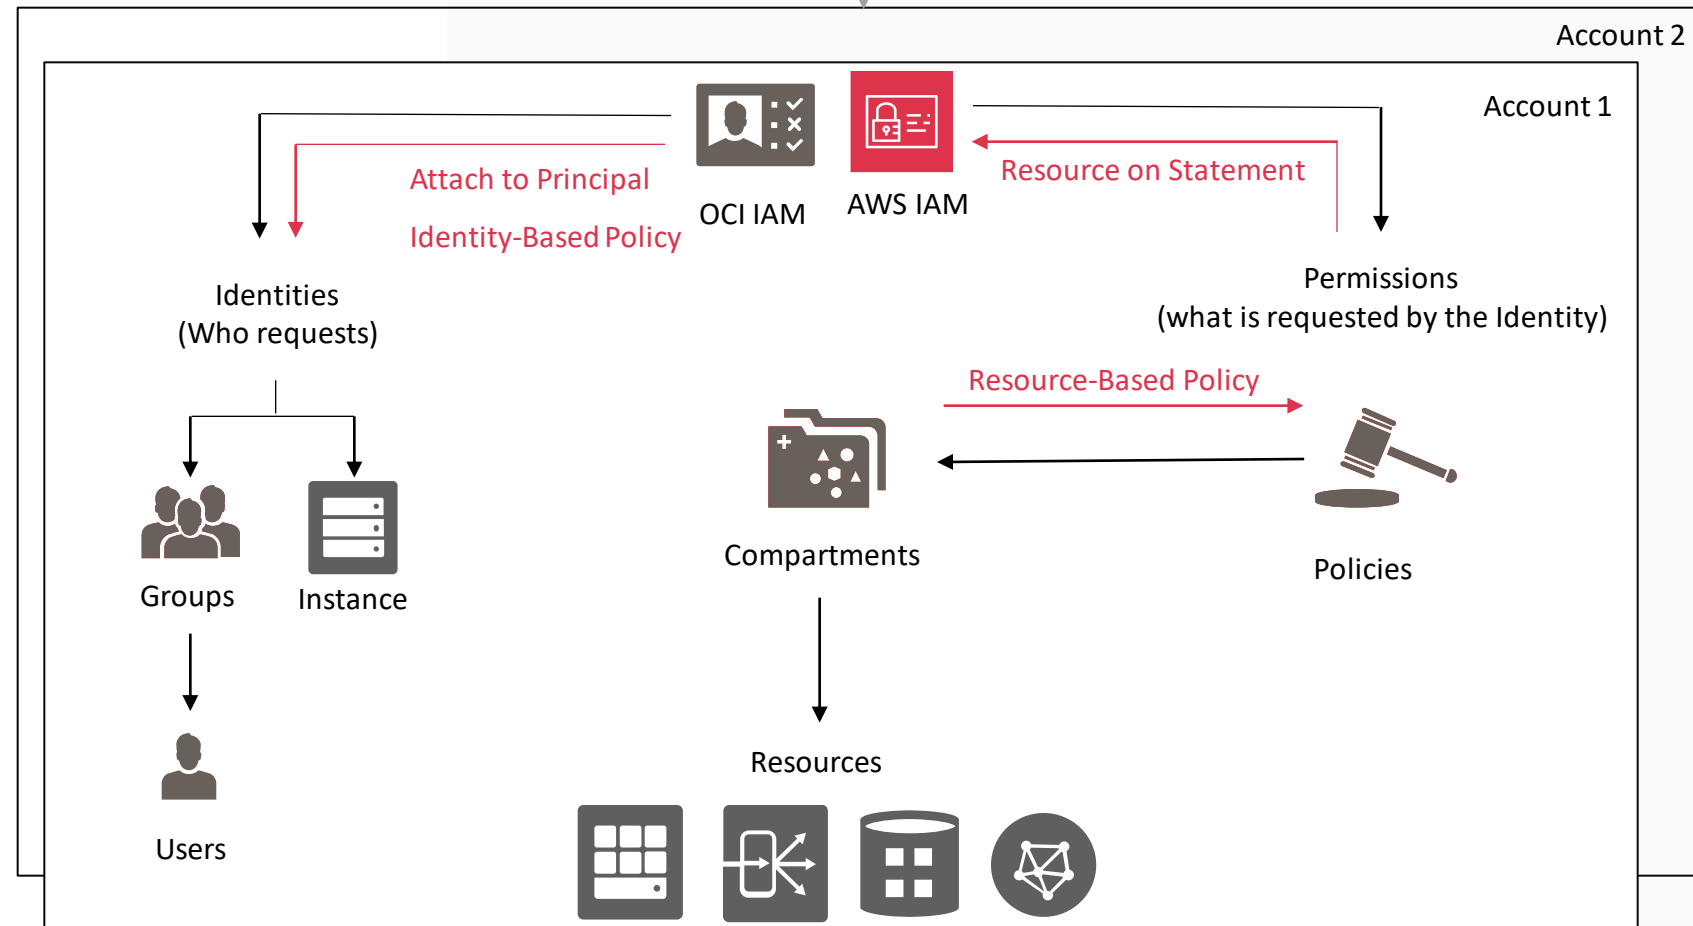 Account 2
Account 1
Attach to Principal
Identity-Based Policy
OCI IAM
AWS IAM
Resource on Statement
Identities
(Who requests)
Permissions
(what is requested by the Identity)
Resource-Based Policy
Groups
Instance
Compartments
Policies
Resources
Users